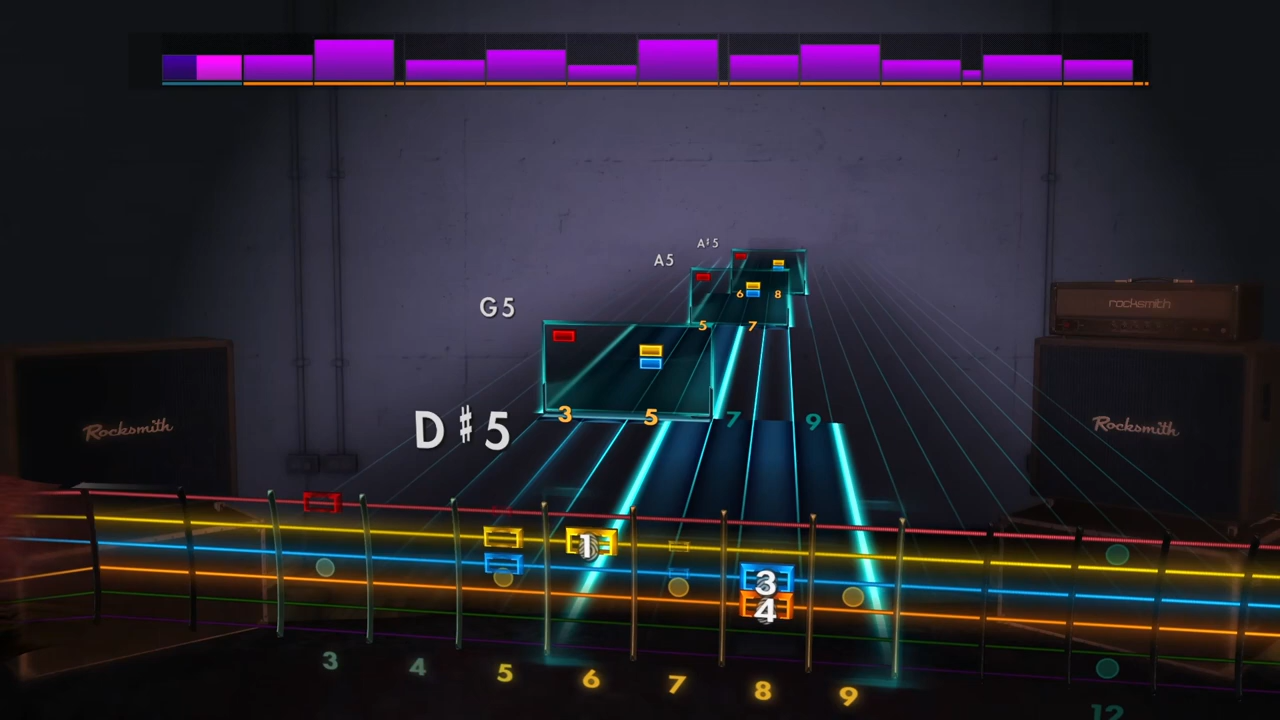 A♯5
A5
G5
6 8
5 7
rocksmith
3 5 7 9
D♯5
Rocksmith
Rocksmith
1
3
4
3 4 5 6 7 8 9 12